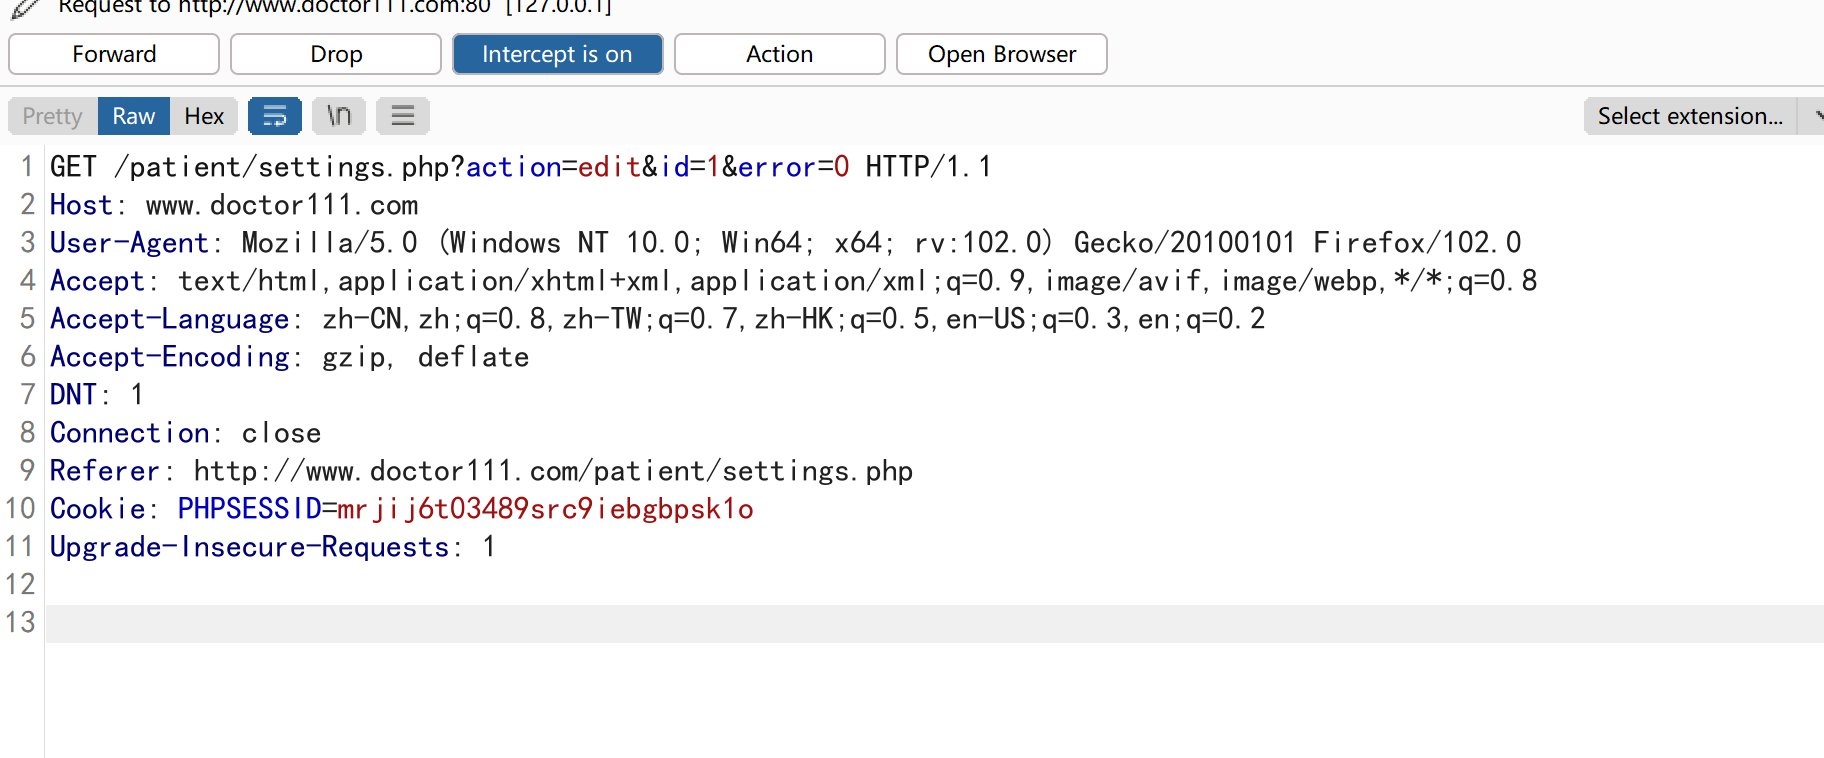 Request to http://www.doctor111.com:80 [127.0.0.1]
Forward Drop Intercept is on Action Open Browser
Pretty Raw Hex \n Select extension...
1 GET /patient/settings.php?action=edit&id=1&error=0 HTTP/1.1
2 Host: www.doctor111.com
3 User-Agent: Mozilla/5.0 (Windows NT 10.0; Win64; x64; rv:102.0) Gecko/20100101 Firefox/102.0
4 Accept: text/html,application/xhtml+xml,application/xml;q=0.9,image/avif,image/webp,*/*;q=0.8
5 Accept-Language: zh-CN,zh;q=0.8,zh-TW;q=0.7,zh-HK;q=0.5,en-US;q=0.3,en;q=0.2
6 Accept-Encoding: gzip, deflate
7 DNT: 1
8 Connection: close
9 Referer: http://www.doctor111.com/patient/settings.php
10 Cookie: PHPSESSID=mrjij6t03489src9iebgbpsk1o
11 Upgrade-Insecure-Requests: 1
12
13